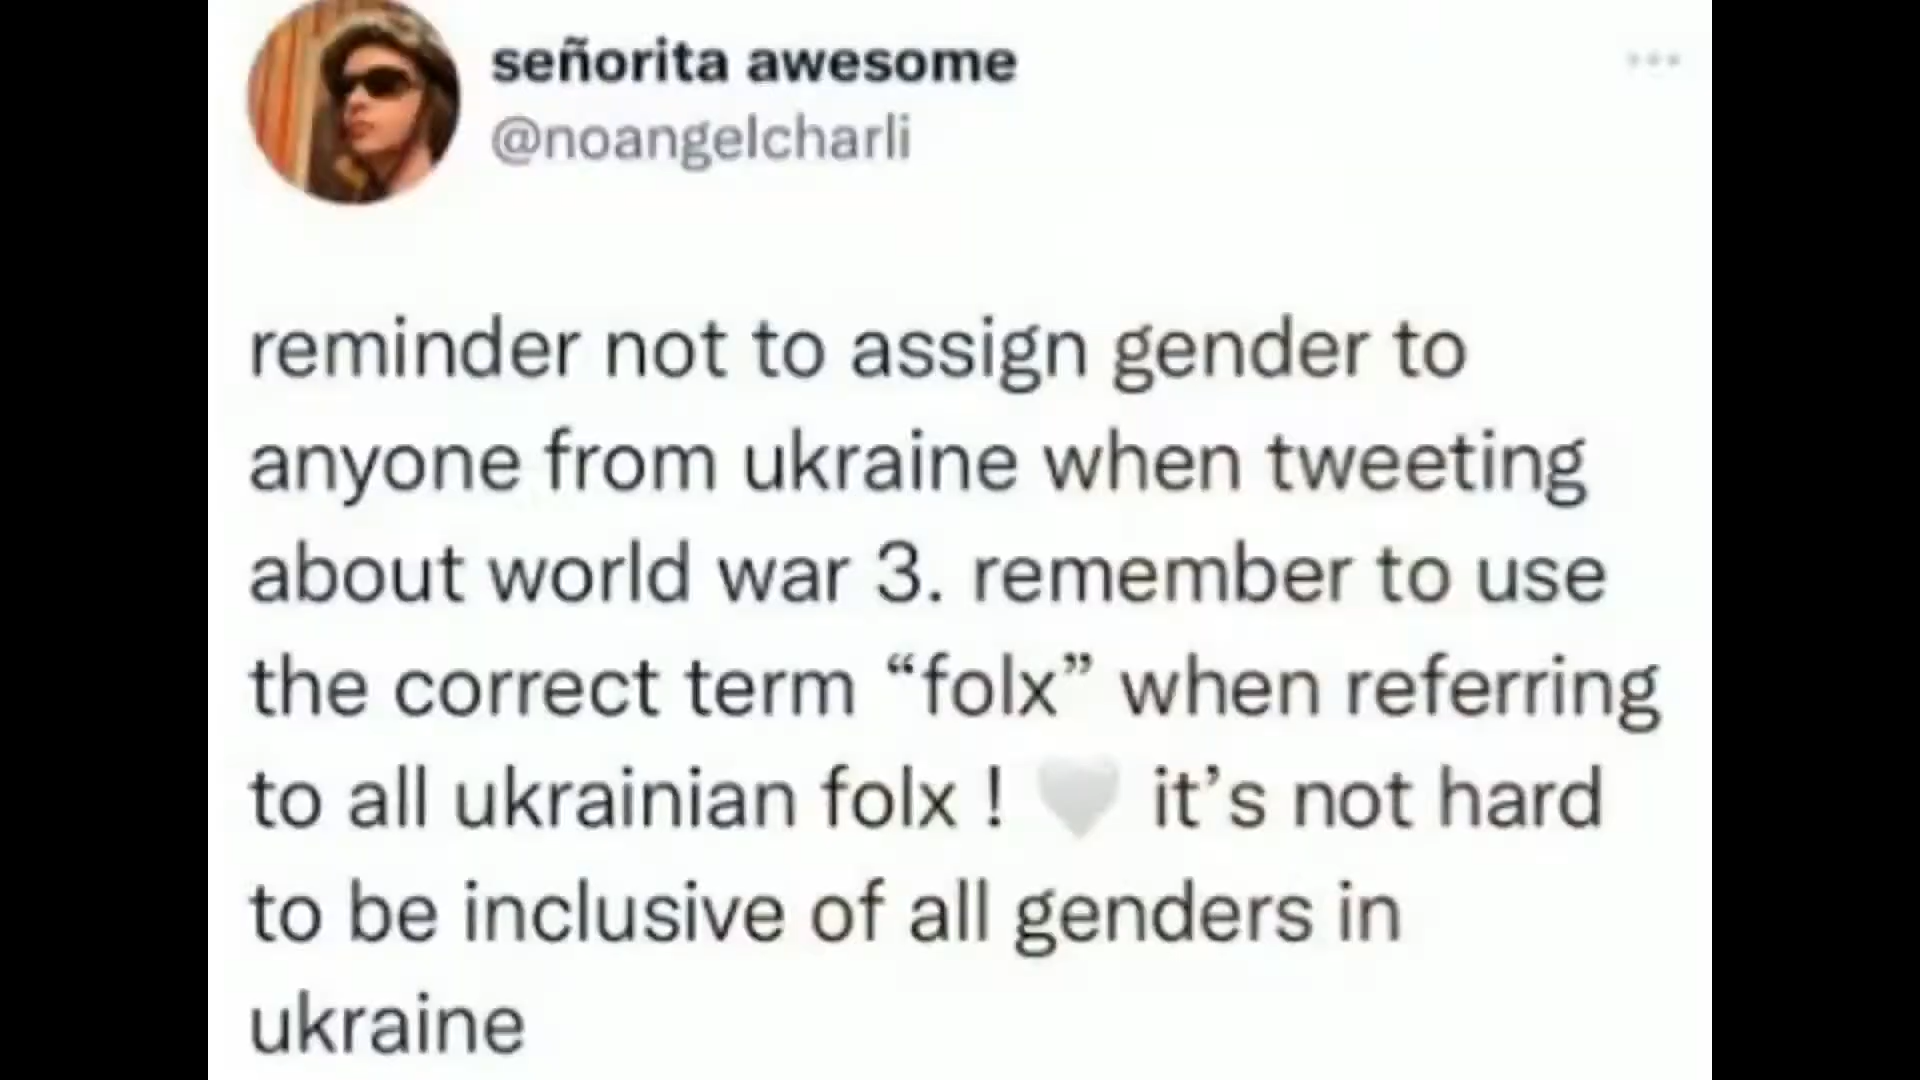 señorita awesome
@noangelcharli
reminder not to assign gender to
anyone from ukraine when tweeting
about world war 3. remember to use
the correct term “folx” when referring
to all ukrainian folx ! 🤍 it’s not hard
to be inclusive of all genders in
ukraine